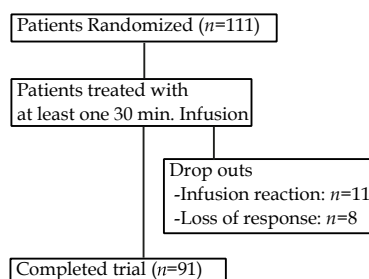 Patients Randomized (n=111)
Patients treated with
at least one 30 min. Infusion
Drop outs
-Infusion reaction: n=11
-Loss of response: n=8
Completed trial (n=91)